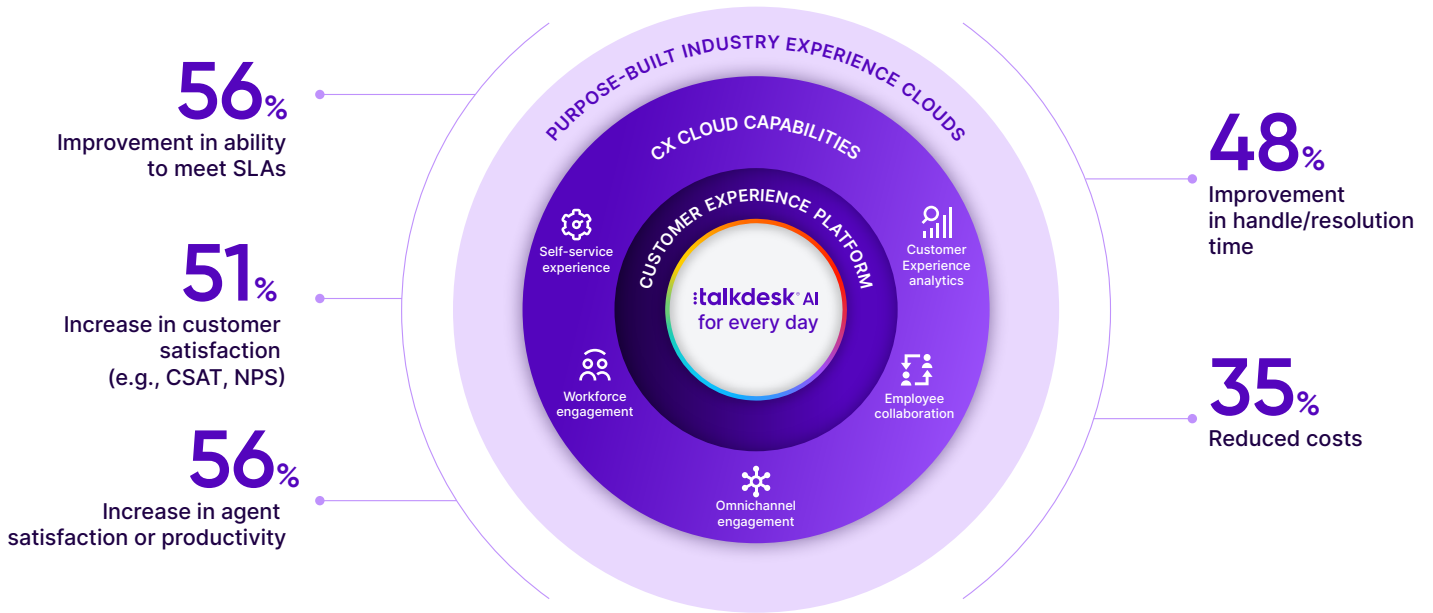 56%
Improvement in ability
to meet SLAs
51%
Increase in customer
satisfaction
(e.g., CSAT, NPS)
56%
Increase in agent
satisfaction or productivity
PURPOSE-BUILT INDUSTRY EXPERIENCE CLOUDS
CX CLOUD CAPABILITIES
CUSTOMER EXPERIENCE PLATFORM
:talkdesk® AI
for every day
Self-service
experience
Customer
Experience
analytics
Workforce
engagement
Employee
collaboration
Omnichannel
engagement
48%
Improvement
in handle/resolution
time
35%
Reduced costs